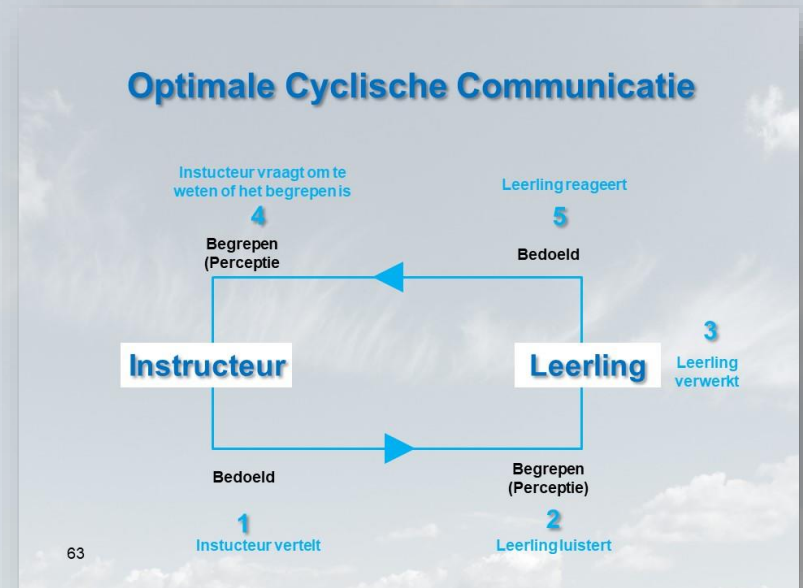 Optimale Cyclische Communicatie
Instucteur vraagt om te
weten of het begrepen is
4
Begrepen
(Perceptie
Leerling reageert
5
Bedoeld
Instructeur
Leerling
3
Leerling
verwerkt
Bedoeld
1
Instucteur vertelt
Begrepen
(Perceptie)
2
Leerling luistert
63